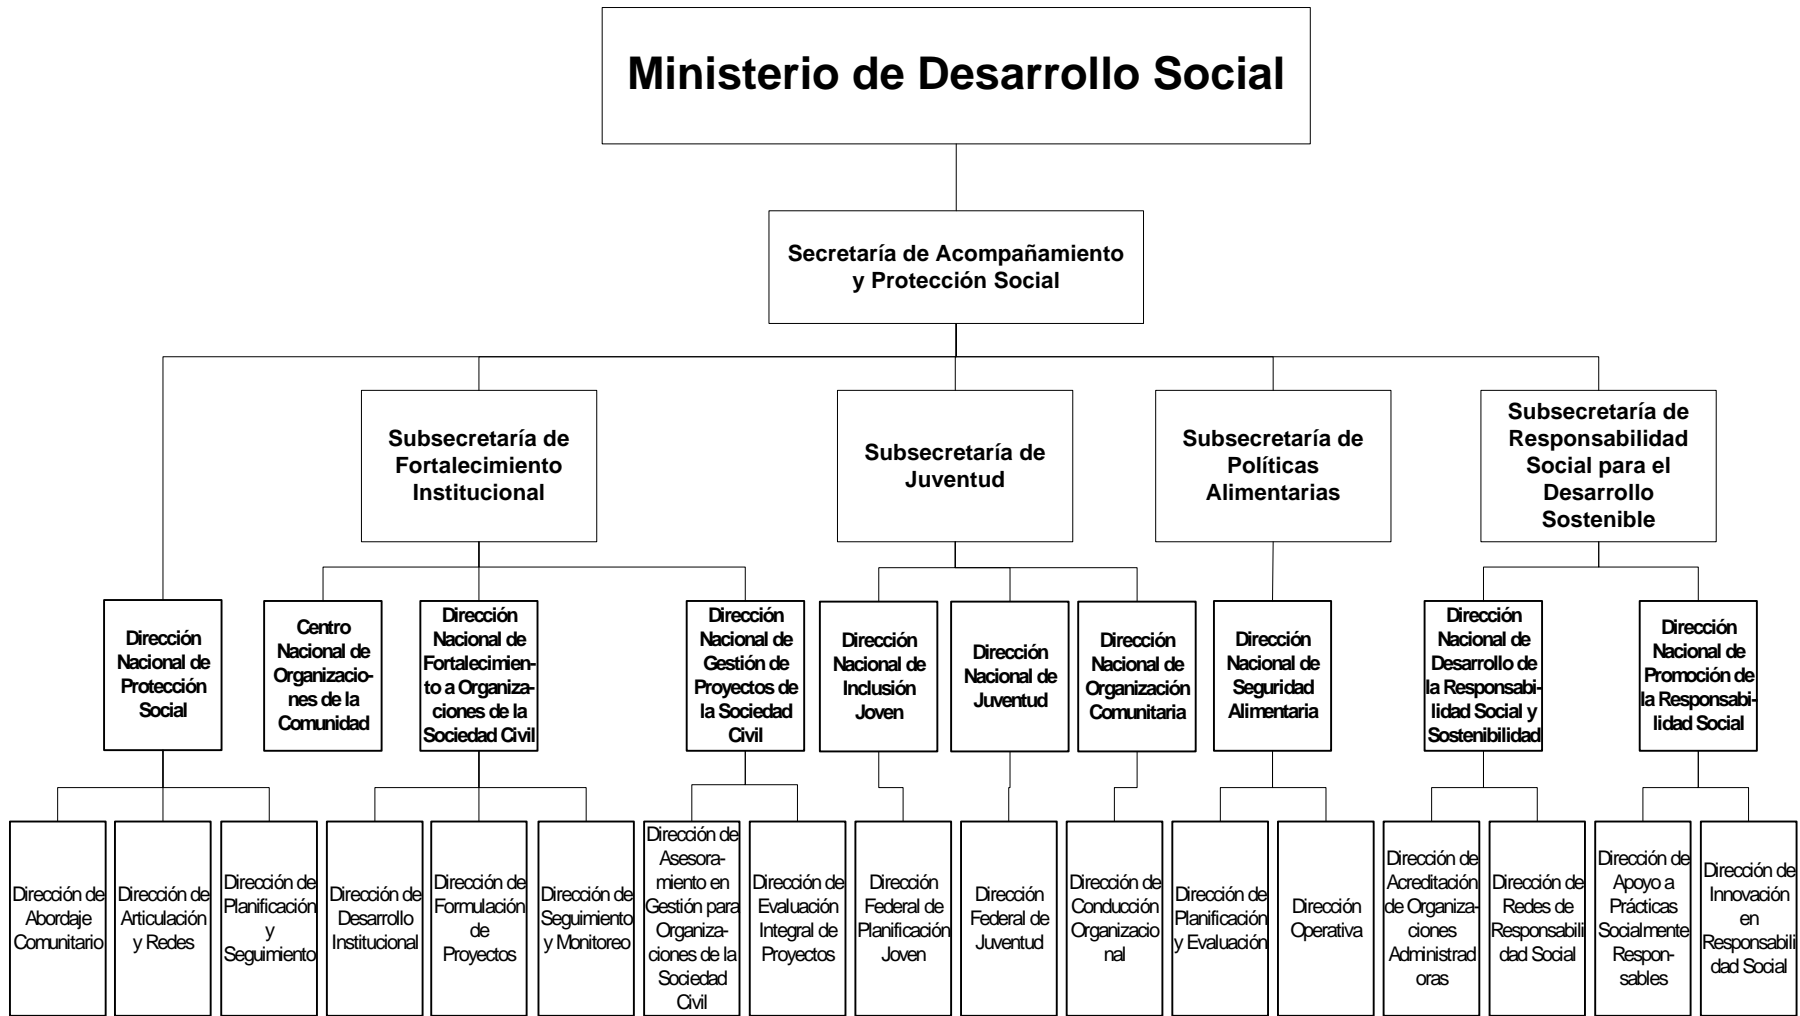 Ministerio de Desarrollo Social
Secretaría de Acompañamiento
y Protección Social
Subsecretaría de
Fortalecimiento
Institucional
Subsecretaría de
Juventud
Subsecretaría de
Políticas
Alimentarias
Subsecretaría de
Responsabilidad
Social para el
Desarrollo
Sostenible
Dirección
Nacional de
Protección
Social
Centro
Nacional de
Organizacio-
nes de la
Comunidad
Dirección
Nacional de
Fortalecimien-
to a Organiza-
ciones de la
Sociedad Civil
Dirección
Nacional de
Gestión de
Proyectos de
la Sociedad
Civil
Dirección
Nacional de
Inclusión
Joven
Dirección
Nacional de
Juventud
Dirección
Nacional de
Organización
Comunitaria
Dirección
Nacional de
Seguridad
Alimentaria
Dirección
Nacional de
Desarrollo de
la Responsabi-
lidad Social y
Sostenibilidad
Dirección
Nacional de
Promoción de
la Responsabi-
lidad Social
Dirección de
Abordaje
Comunitario
Dirección de
Articulación
y Redes
Dirección de
Planificación
y
Seguimiento
Dirección de
Desarrollo
Institucional
Dirección de
Formulación
de
Proyectos
Dirección de
Seguimiento
y Monitoreo
Dirección de
Asesora-
miento en
Gestión para
Organiza-
ciones de la
Sociedad
Civil
Dirección de
Evaluación
Integral de
Proyectos
Dirección
Federal de
Planificación
Joven
Dirección
Federal de
Juventud
Dirección de
Conducción
Organizacio
nal
Dirección de
Planificación
y Evaluación
Dirección
Operativa
Dirección de
Acreditación
de Organiza-
ciones
Administrad
oras
Dirección de
Redes de
Responsabili
dad Social
Dirección de
Apoyo a
Prácticas
Socialmente
Respon-
sables
Dirección de
Innovación
en
Responsabili
dad Social